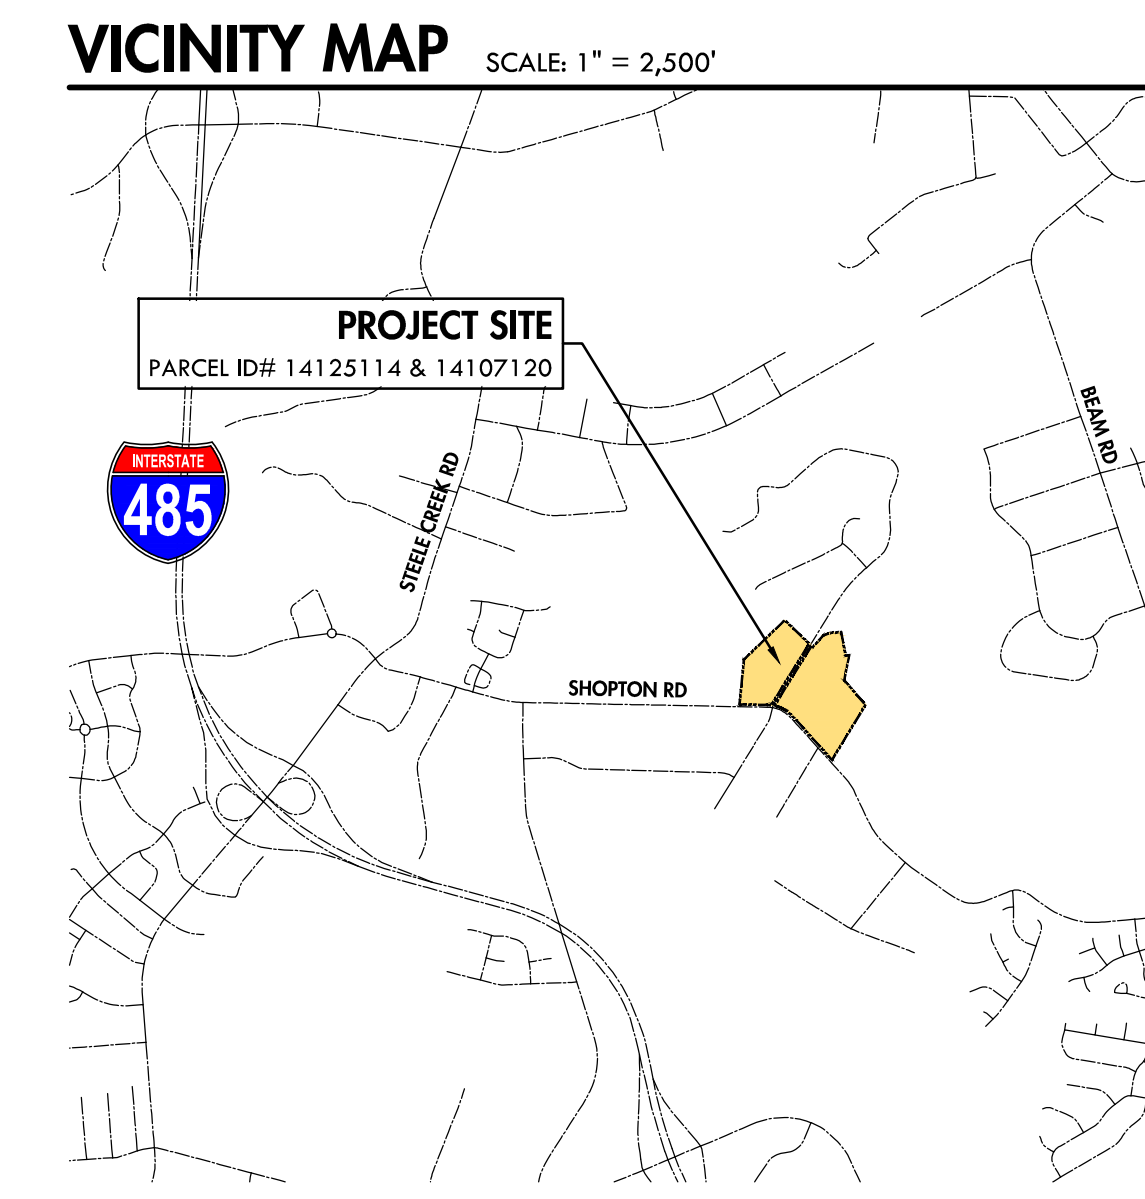 VICINITY MAP SCALE: 1" = 2,500'
PROJECT SITE
PARCEL ID# 14125114 & 14107120
BEAM RD
INTERSTATE
485
STEELE CREEK RD
SHOPTON RD